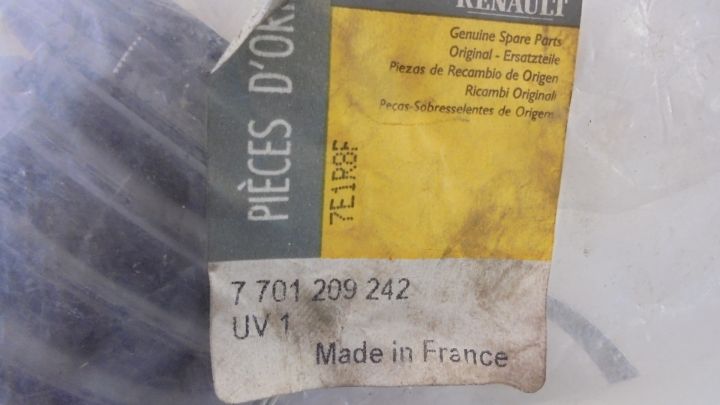 RENAULT
Genuine Spare Parts
Original - Ersatzteile
Piezas de Recambio de Origen
Ricambi Originali
Peças-Sobresselentes de Origem
PIÈCES D'ORI
7E1R8F
7 701 209 242
UV 1
Made in France